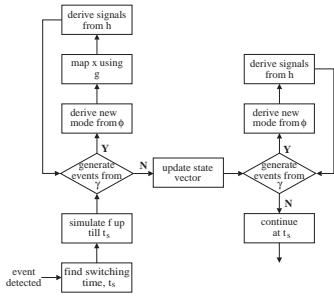 derive signals
from h
map x using
g
derive new
mode from ϕ
Y
generate
events from
γ
N
simulate f up
till tₛ
event
detected
find switching
time, tₛ
update state
vector
derive signals
from h
derive new
mode from ϕ
Y
generate
events from
γ
N
continue
at tₛ